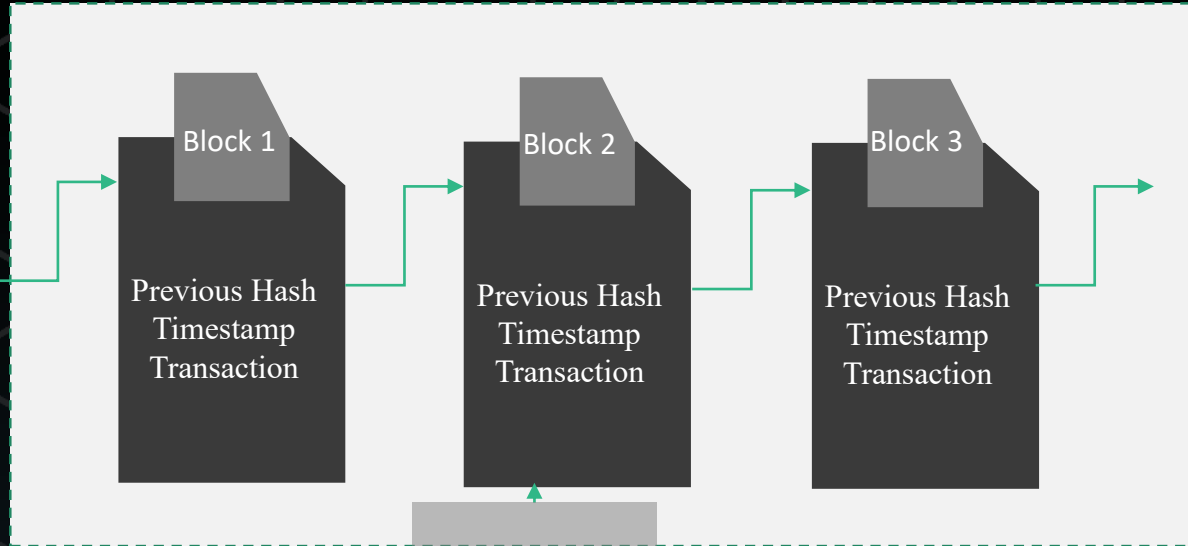 Block 1
Previous Hash
Timestamp
Transaction
Block 2
Previous Hash
Timestamp
Transaction
Block 3
Previous Hash
Timestamp
Transaction